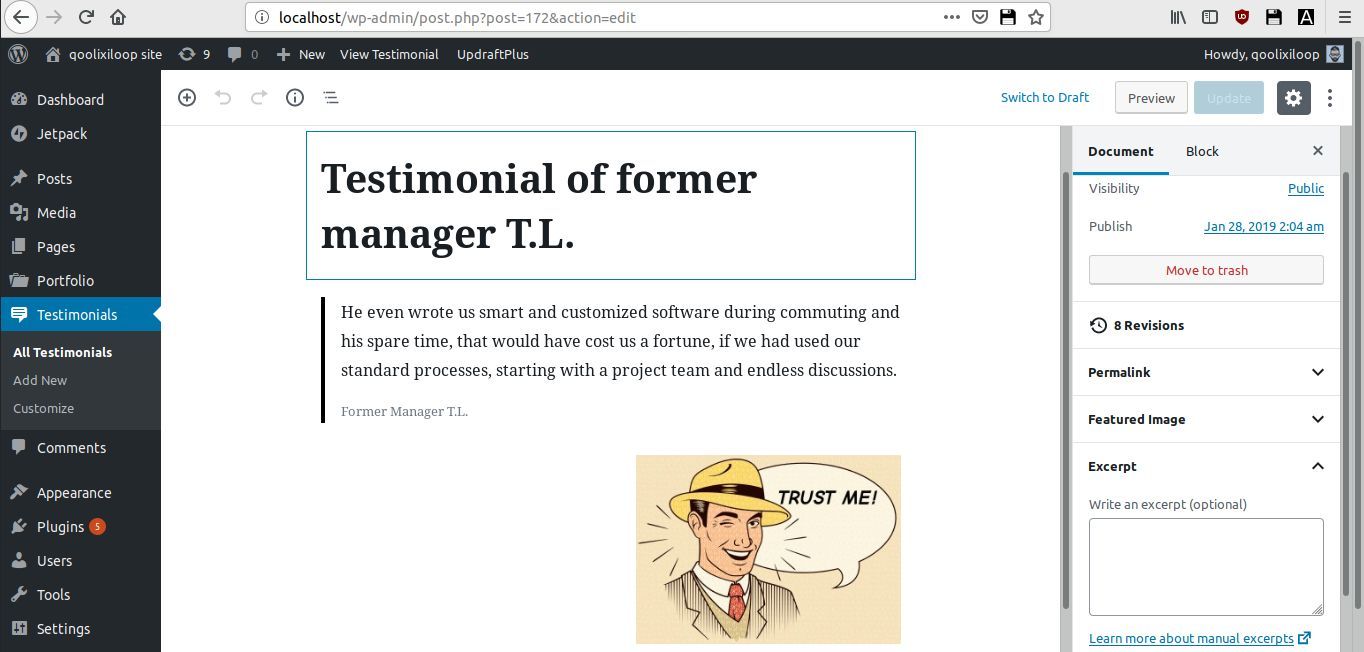 localhost/wp-admin/post.php?post=172&action=edit
qoolixiloop site 9 0 New View Testimonial UpdraftPlus Howdy, qoolixiloop
Dashboard
Jetpack
Posts
Media
Pages
Portfolio
Testimonials
All Testimonials
Add New
Customize
Comments
Appearance
Plugins 5
Users
Tools
Settings
Switch to Draft Preview Update
Testimonial of former
manager T.L.
He even wrote us smart and customized software during commuting and
his spare time, that would have cost us a fortune, if we had used our
standard processes, starting with a project team and endless discussions.
Former Manager T.L.
TRUST ME!
Document Block
Visibility Public
Publish Jan 28, 2019 2:04 am
Move to trash
8 Revisions
Permalink
Featured Image
Excerpt
Write an excerpt (optional)
Learn more about manual excerpts